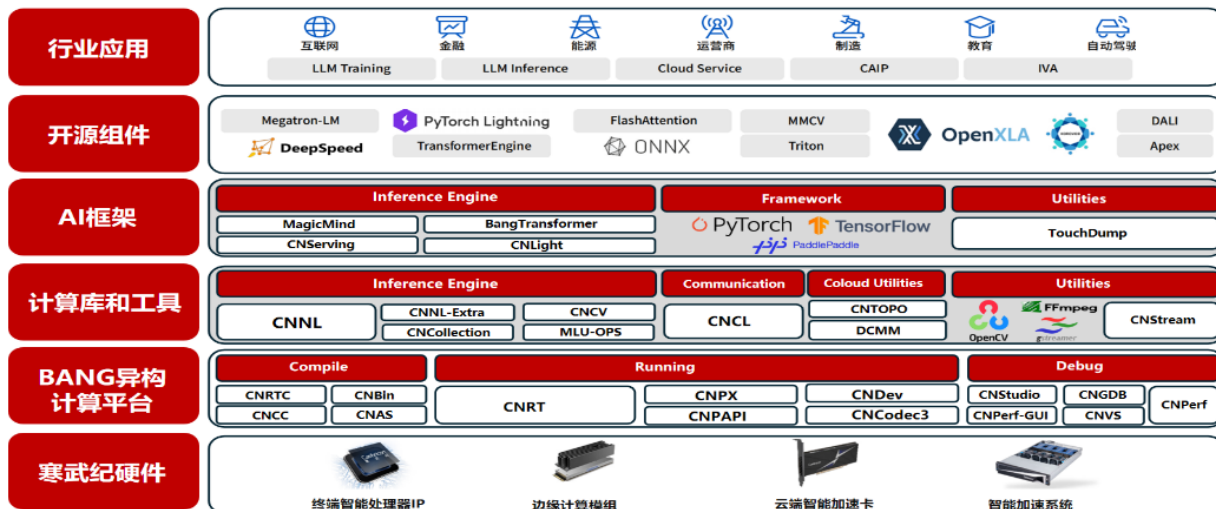 行业应用
互联网 金融 能源 运营商 制造 教育 自动驾驶
LLM Training LLM Inference Cloud Service CAIP IVA
开源组件
Megatron-LM PyTorch Lightning FlashAttention MMCV OpenXLA DALI
DeepSpeed TransformerEngine ONNX Triton Apex
AI框架
Inference Engine Framework Utilities
MagicMind BangTransformer PyTorch TensorFlow TouchDump
CNServing CNLight PaddlePaddle
计算库和工具
Inference Engine Communication Coloud Utilities Utilities
CNNL CNNL-Extra CNCV CNCL CNTOPO OpenCV FFmpeg CNStream
CNCollection MLU-OPS DCMM gstreamer
BANG异构
计算平台
Compile Running Debug
CNRTC CNBin CNRT CNPX CNDev CNStudio CNGDB CNPerf
CNCC CNAS CNPAPI CNCodec3 CNPerf-GUI CNVS
寒武纪硬件
终端智能处理器IP 边缘计算模组 云端智能加速卡 智能加速系统